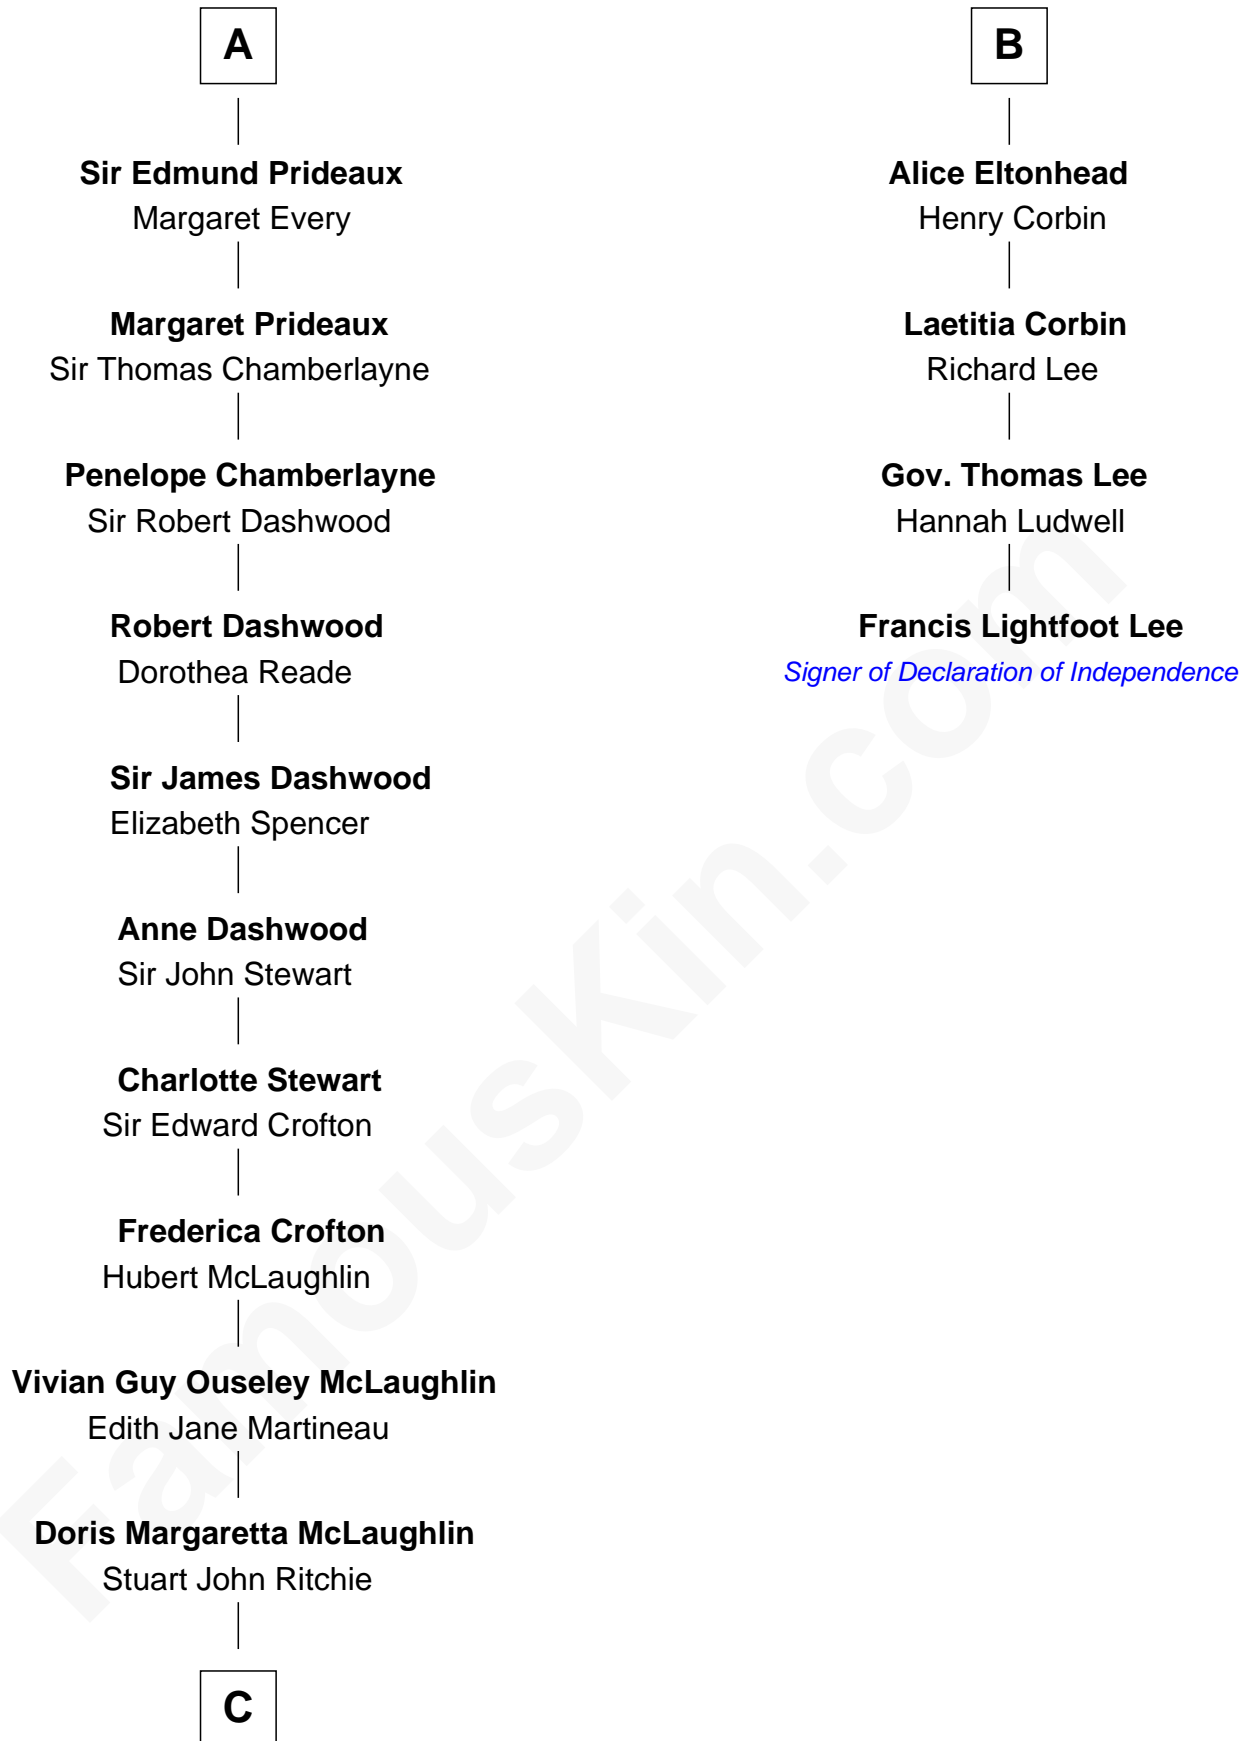 A
Sir Edmund Prideaux
Margaret Every
Margaret Prideaux
Sir Thomas Chamberlayne
Penelope Chamberlayne
Sir Robert Dashwood
Robert Dashwood
Dorothea Reade
Sir James Dashwood
Elizabeth Spencer
Anne Dashwood
Sir John Stewart
Charlotte Stewart
Sir Edward Crofton
Frederica Crofton
Hubert McLaughlin
Vivian Guy Ouseley McLaughlin
Edith Jane Martineau
Doris Margaretta McLaughlin
Stuart John Ritchie
C
B
Alice Eltonhead
Henry Corbin
Laetitia Corbin
Richard Lee
Gov. Thomas Lee
Hannah Ludwell
Francis Lightfoot Lee
Signer of Declaration of Independence
FamousKin.com